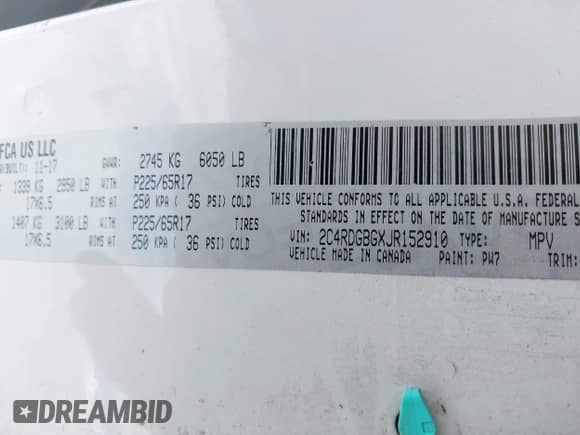 FCA US LLC
(BUILT): 11-17 GVWR: 2745 KG 6050 LB
1339 KG 2950 LB WITH P225/65R17 TIRES
17X6.5 RIMS AT 250 KPA ( 36 PSI) COLD
1407 KG 3100 LB WITH P225/65R17 TIRES
17X6.5 RIMS AT 250 KPA ( 36 PSI) COLD
THIS VEHICLE CONFORMS TO ALL APPLICABLE U.S.A. FEDERAL
STANDARDS IN EFFECT ON THE DATE OF MANUFACTURE
VIN: 2C4RDGBGXJR152910 TYPE: MPV
VEHICLE MADE IN CANADA PAINT: PW7 TRIM:
DREAMBID